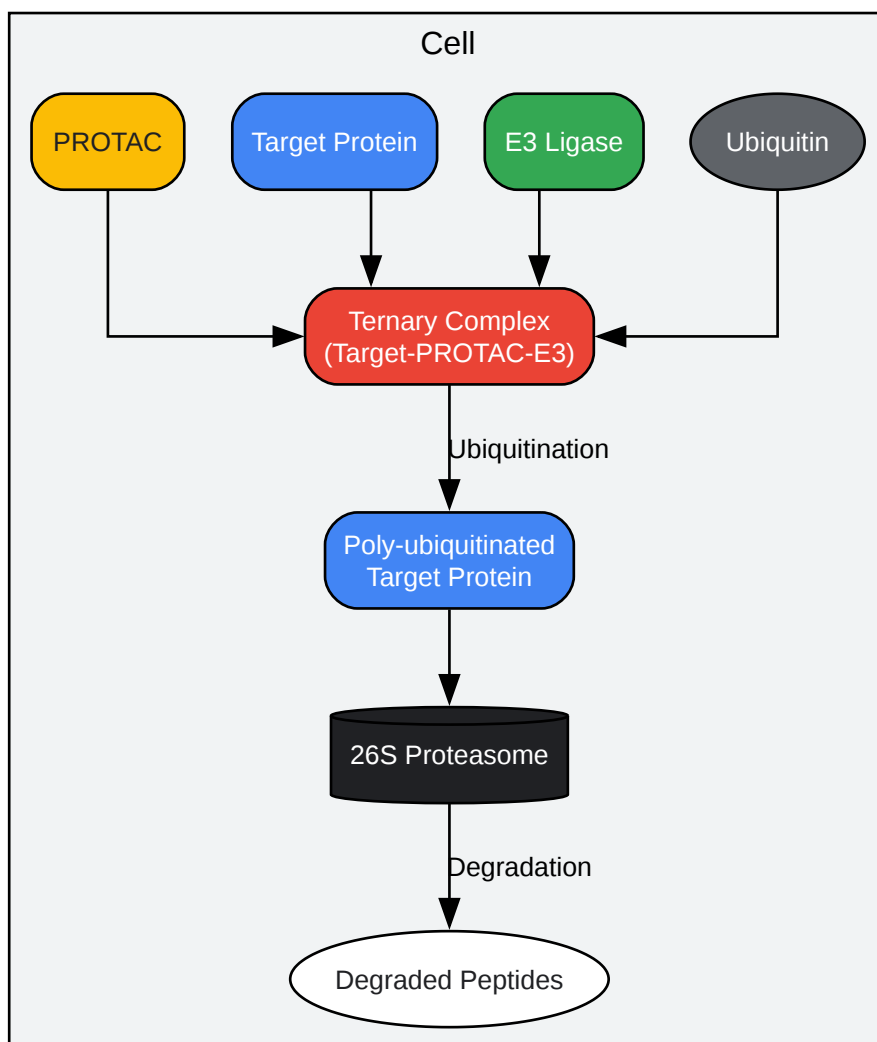 Cell
PROTAC
Target Protein
E3 Ligase
Ubiquitin
Ternary Complex
(Target-PROTAC-E3)
Ubiquitination
Poly-ubiquitinated
Target Protein
26S Proteasome
Degradation
Degraded Peptides